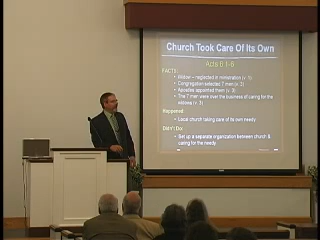 Church Took Care Of Its Own
Acts 6:1-6
FACTS:
• Widows – neglected in ministration (v. 1)
• Congregation selected 7 men (v. 3)
• Apostles appointed them (v. 3)
• The 7 men were over the business of caring for the
widows (v. 3)
Happened:
• Local church taking care of its own needy
Didn't Do:
• Set up a separate organization between church &
caring for the needy